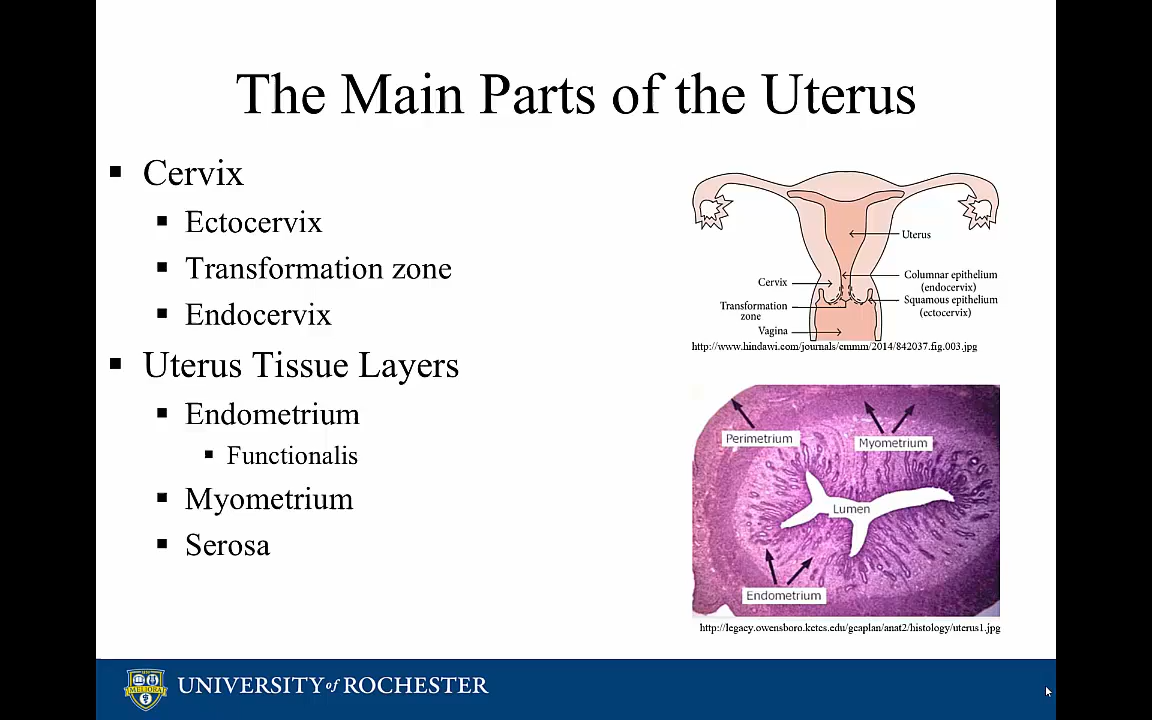 The Main Parts of the Uterus
Cervix
Ectocervix
Transformation zone
Endocervix
Uterus Tissue Layers
Endometrium
Functionalis
Myometrium
Serosa
Uterus
Columnar epithelium
(endocervix)
Squamous epithelium
(ectocervix)
Cervix
Transformation
zone
Vagina
http://www.hindawi.com/journals/cmmm/2014/842037.fig.003.jpg
Perimetrium
Myometrium
Lumen
Endometrium
http://legacy.owensboro.kctcs.edu/gcaplan/anat2/histology/uterus1.jpg
MELIORA
UNIVERSITY of ROCHESTER